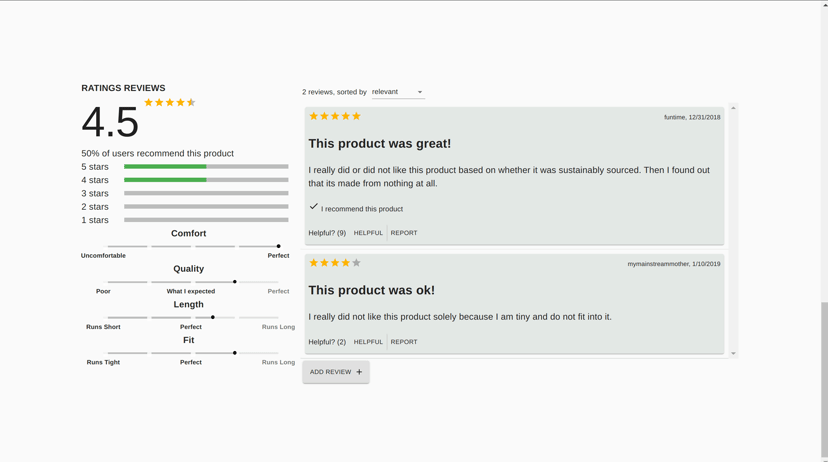 RATINGS REVIEWS
4.5
50% of users recommend this product
5 stars
4 stars
3 stars
2 stars
1 stars
Comfort
Uncomfortable Perfect
Quality
Poor What I expected Perfect
Length
Runs Short Perfect Runs Long
Fit
Runs Tight Perfect Runs Long
2 reviews, sorted by relevant
funtime, 12/31/2018
This product was great!
I really did or did not like this product based on whether it was sustainably sourced. Then I found out
that its made from nothing at all.
I recommend this product
Helpful? (9) HELPFUL REPORT
mymainstreammother, 1/10/2019
This product was ok!
I really did not like this product solely because I am tiny and do not fit into it.
Helpful? (2) HELPFUL REPORT
ADD REVIEW +